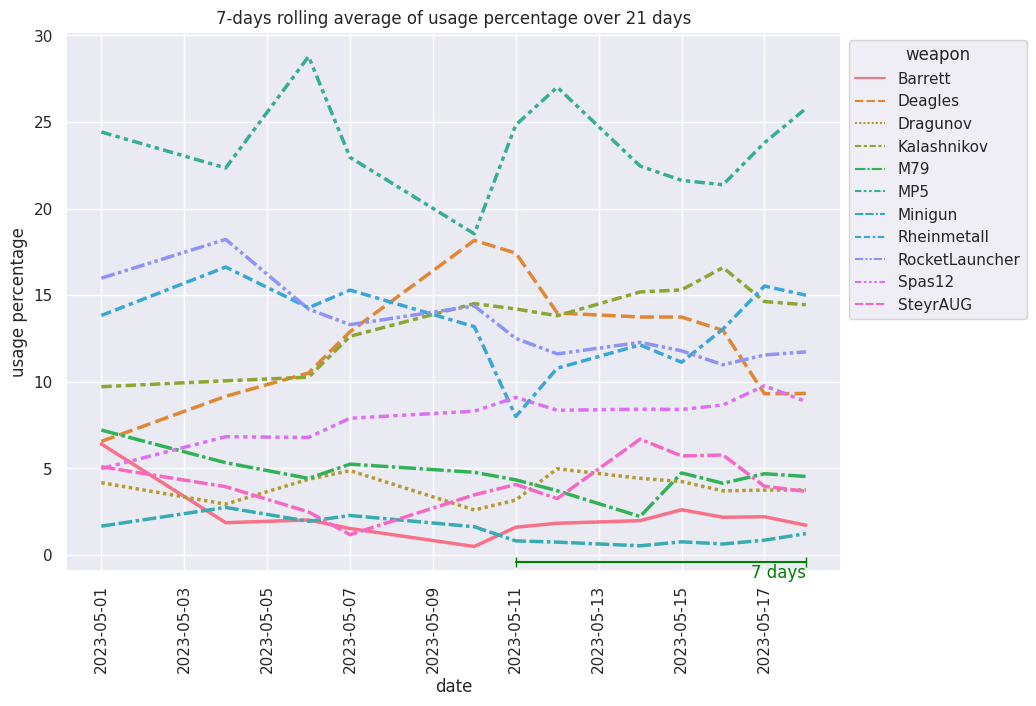 7-days rolling average of usage percentage over 21 days
usage percentage
30
25
20
15
10
5
0
weapon
Barrett
Deagles
Dragunov
Kalashnikov
M79
MP5
Minigun
Rheinmetall
RocketLauncher
Spas12
SteyrAUG
7 days
2023-05-01
2023-05-03
2023-05-05
2023-05-07
2023-05-09
2023-05-11
2023-05-13
2023-05-15
2023-05-17
date